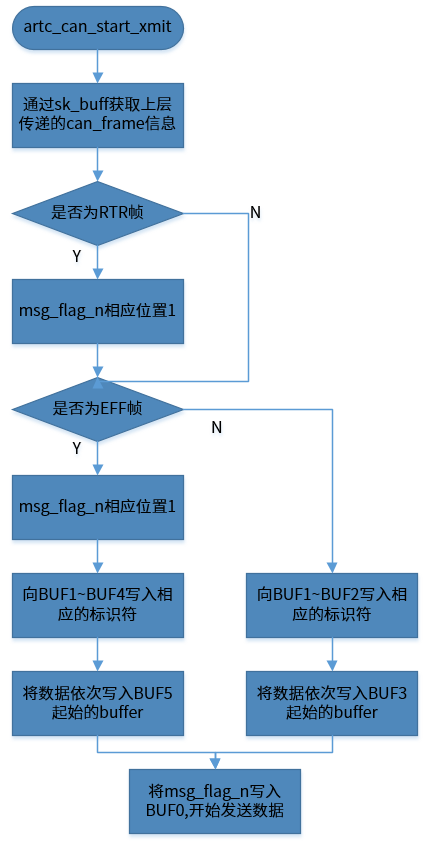 artc_can_start_xmit
通过sk_buff获取上层
传递的can_frame信息
是否为RTR帧
N
Y
msg_flag_n相应位置1
是否为EFF帧
N
Y
msg_flag_n相应位置1
向BUF1~BUF4写入相
应的标识符
向BUF1~BUF2写入相
应的标识符
将数据依次写入BUF5
起始的buffer
将数据依次写入BUF3
起始的buffer
将msg_flag_n写入
BUF0,开始发送数据